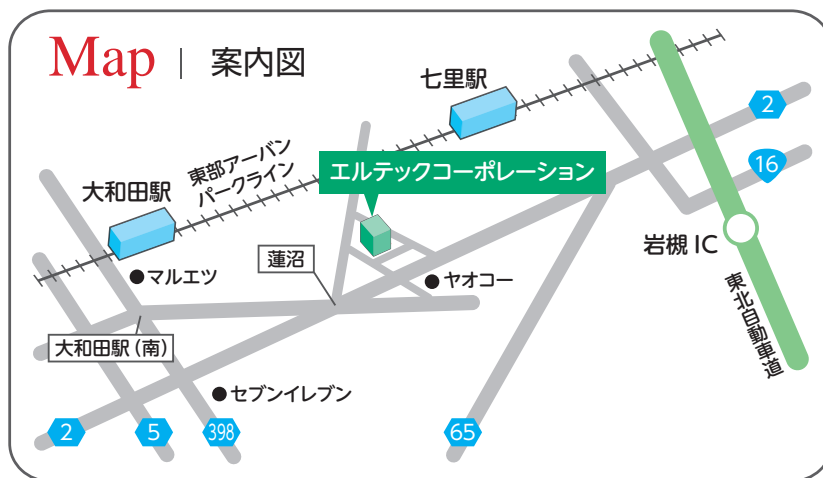 Map | 案内図
七里駅
2
16
東部アーバン
パークライン
エルテックコーポレーション
大和田駅
岩槻IC
蓮沼
●マルエツ
●ヤオコー
東北自動車道
大和田駅(南)
●セブンイレブン
2
5
398
65